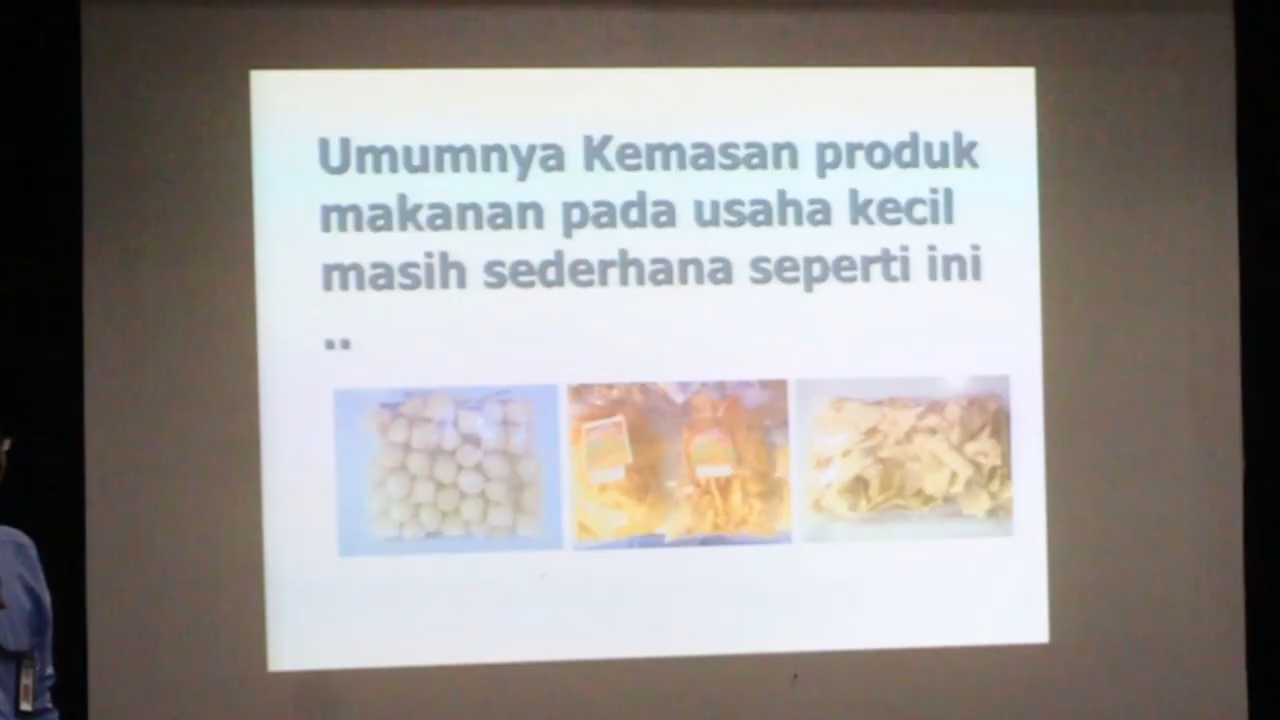 Umumnya Kemasan produk
makanan pada usaha kecil
masih sederhana seperti ini
..